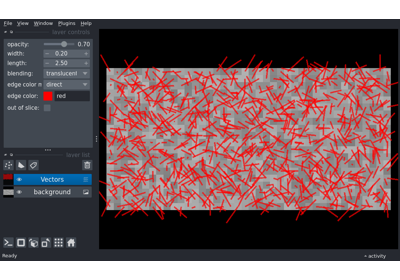 File View Window Plugins Help
layer controls
opacity: 0.70
width: 0.20
length: 2.50
blending: translucent
edge color m direct
edge color: red
out of slice:
layer list
Vectors
background
Ready
activity